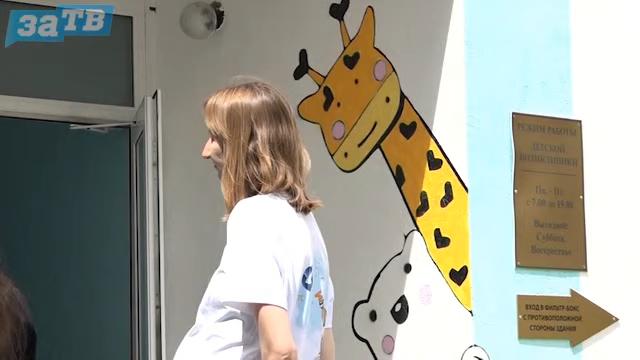 заТВ
РЕЖИМ РАБОТЫ
ДЕТСКОЙ
ПОЛИКЛИНИКИ
Пн. - Пт.
с 7.00 до 19.00
Выходные:
Суббота,
Воскресенье
ВХОД В ФИЛЬТР-БОКС
С ПРОТИВОПОЛОЖНОЙ
СТОРОНЫ ЗДАНИЯ